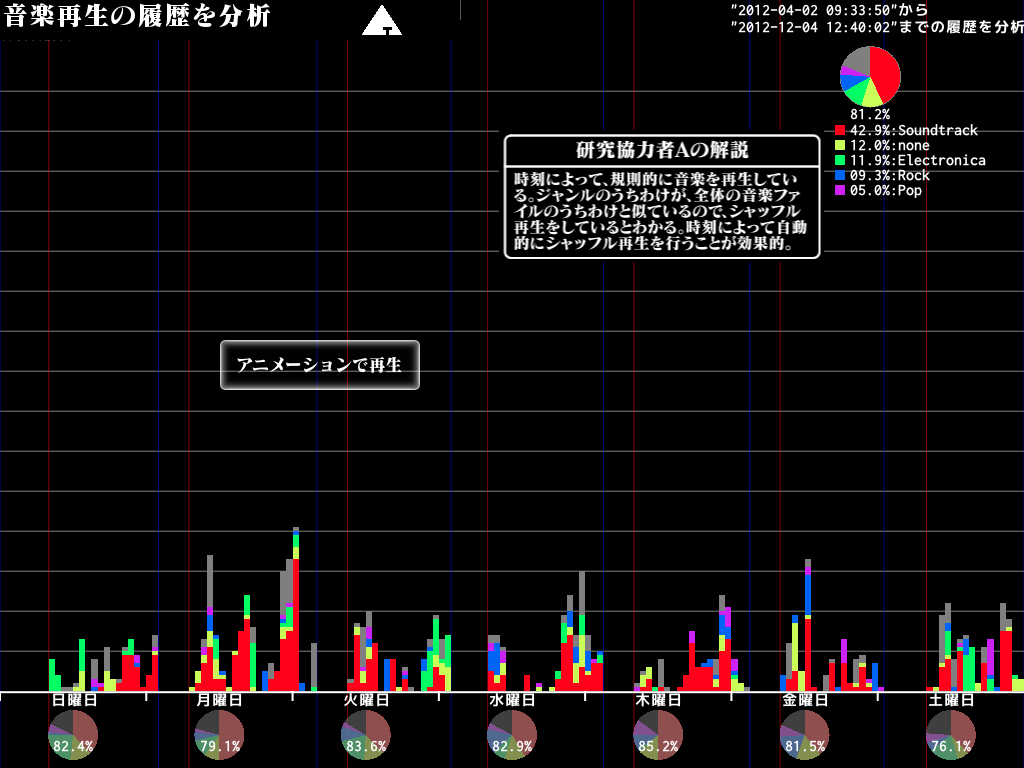 音楽再生の履歴を分析
"2012-04-02 09:33:50"から
"2012-12-04 12:40:02"までの履歴を分析
T
81.2%
42.9%:Soundtrack
12.0%:none
11.9%:Electronica
09.3%:Rock
05.0%:Pop
研究協力者Aの解説
時刻によって、規則的に音楽を再生してい
る。ジャンルのうちわけが、全体の音楽ファ
イルのうちわけと似ているので、シャッフル
再生をしているとわかる。時刻によって自動
的にシャッフル再生を行うことが効果的。
アニメーションで再生
日曜日 月曜日 火曜日 水曜日 木曜日 金曜日 土曜日
82.4% 79.1% 83.6% 82.9% 85.2% 81.5% 76.1%